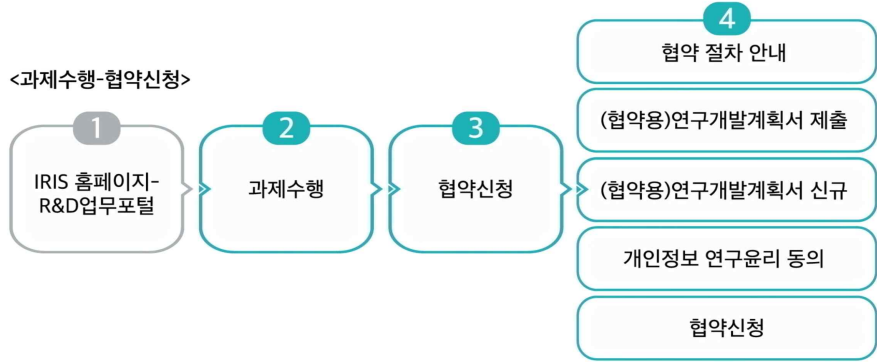 <과제수행-협약신청>
1
IRIS 홈페이지-
R&D업무포털
2
과제수행
3
협약신청
4
협약 절차 안내
(협약용)연구개발계획서 제출
(협약용)연구개발계획서 신규
개인정보 연구윤리 동의
협약신청